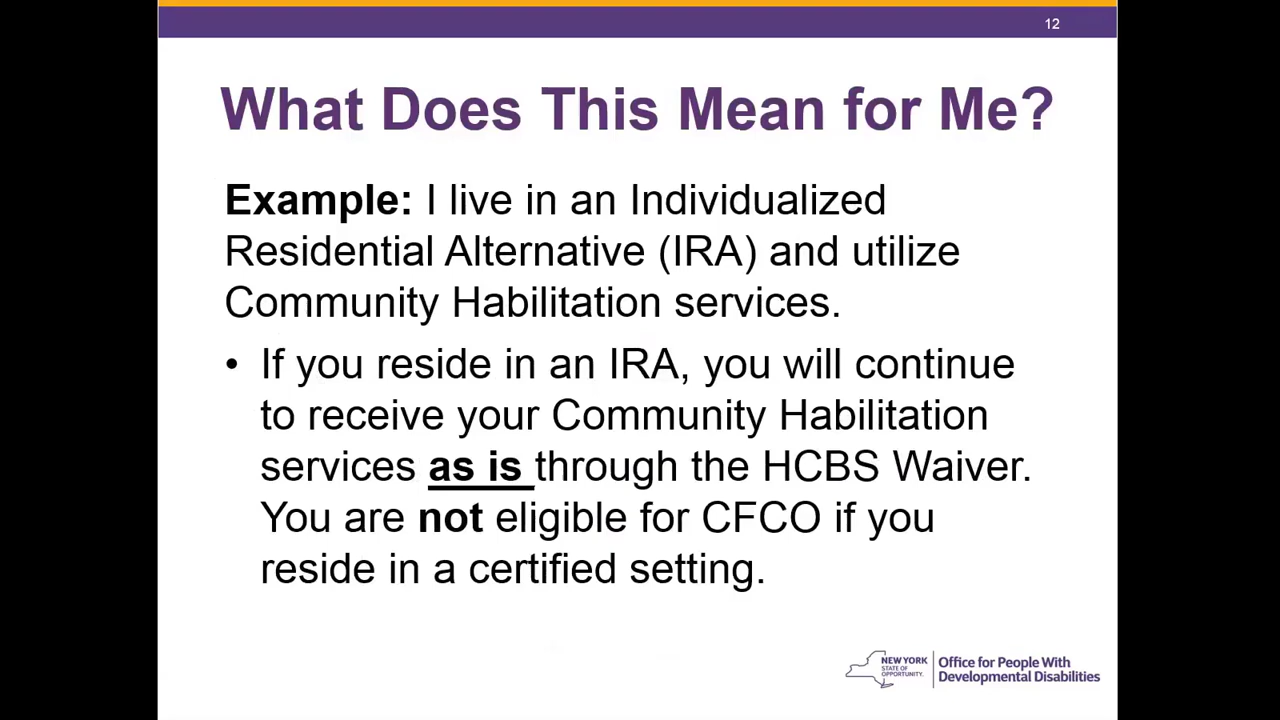 12
What Does This Mean for Me?
Example: I live in an Individualized
Residential Alternative (IRA) and utilize
Community Habilitation services.
• If you reside in an IRA, you will continue
to receive your Community Habilitation
services as is through the HCBS Waiver.
You are not eligible for CFCO if you
reside in a certified setting.
NEW YORK
STATE OF
OPPORTUNITY.
Office for People With
Developmental Disabilities